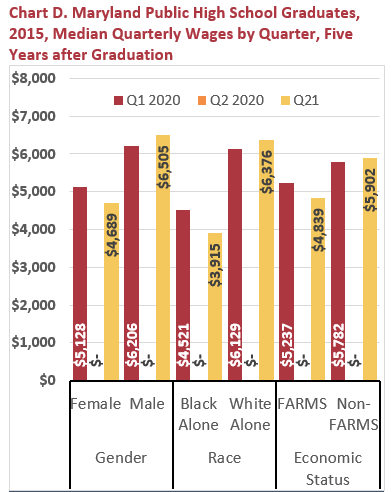 Chart D. Maryland Public High School Graduates,
2015, Median Quarterly Wages by Quarter, Five
Years after Graduation
$8,000
Q1 2020 Q2 2020 Q21
$7,000
$6,000
$5,000
$4,000
$3,000
$2,000
$1,000
$0
$5,128 $- $4,689 $6,206 $- $6,505 $4,521 $- $3,915 $6,129 $- $6,376 $5,237 $- $4,839 $5,782 $- $5,902
Female Male Black White FARMS Non-
Alone Alone FARMS
Gender Race Economic
Status